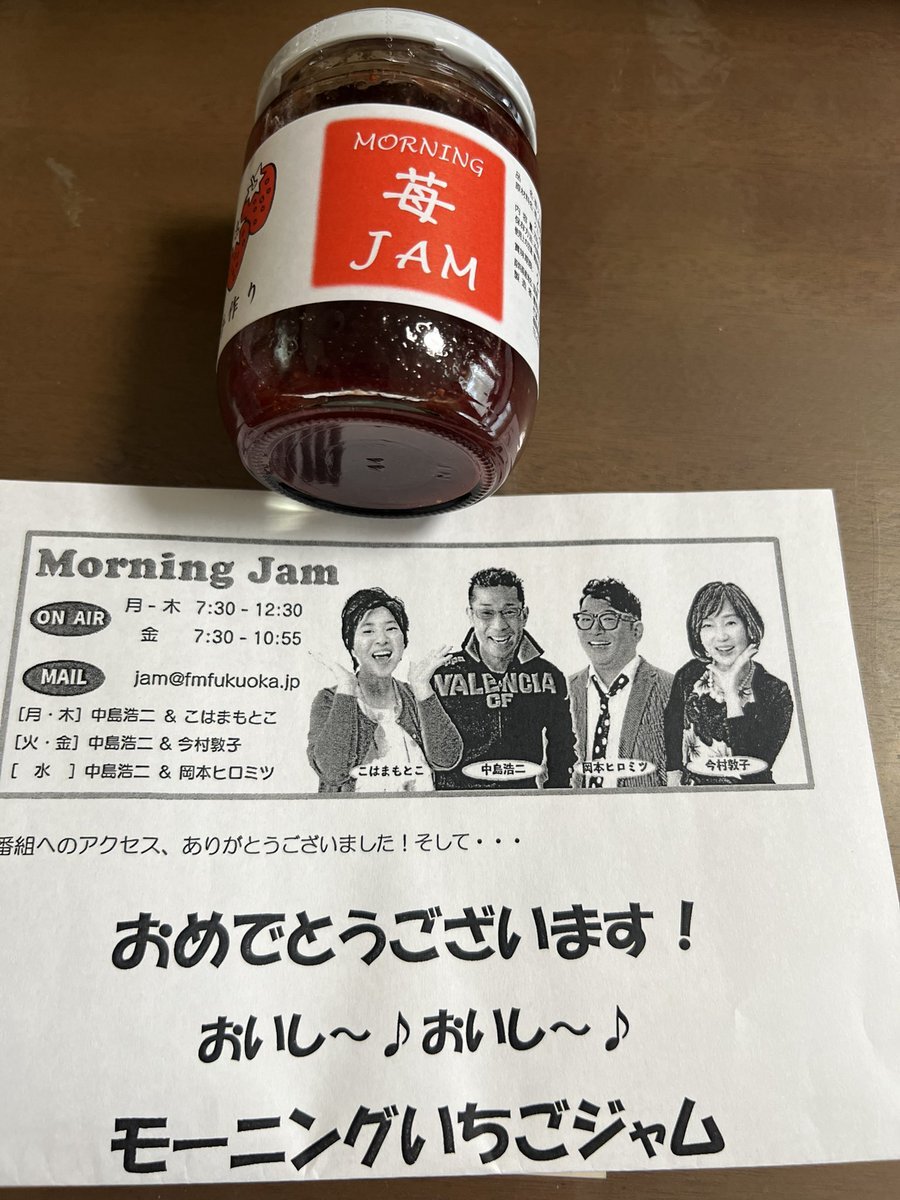 MORNING
苺
JAM
作り
44
Morning Jam
ON AIR 月-木 7:30-12:30
金 7:30-10:55
MAIL jam@fmfukuoka.jp
[月・木]中島浩二 & こはまもとこ
[火・金]中島浩二 & 今村敦子
[ 水 ]中島浩二 & 岡本ヒロミツ
VALENCIA
CF
こはまもとこ 中島浩二 岡本ヒロミツ 今村敦子
番組へのアクセス、ありがとうございました!そして・・・
おめでとうございます!
おいし〜♪おいし〜♪
モーニングいちごジャム